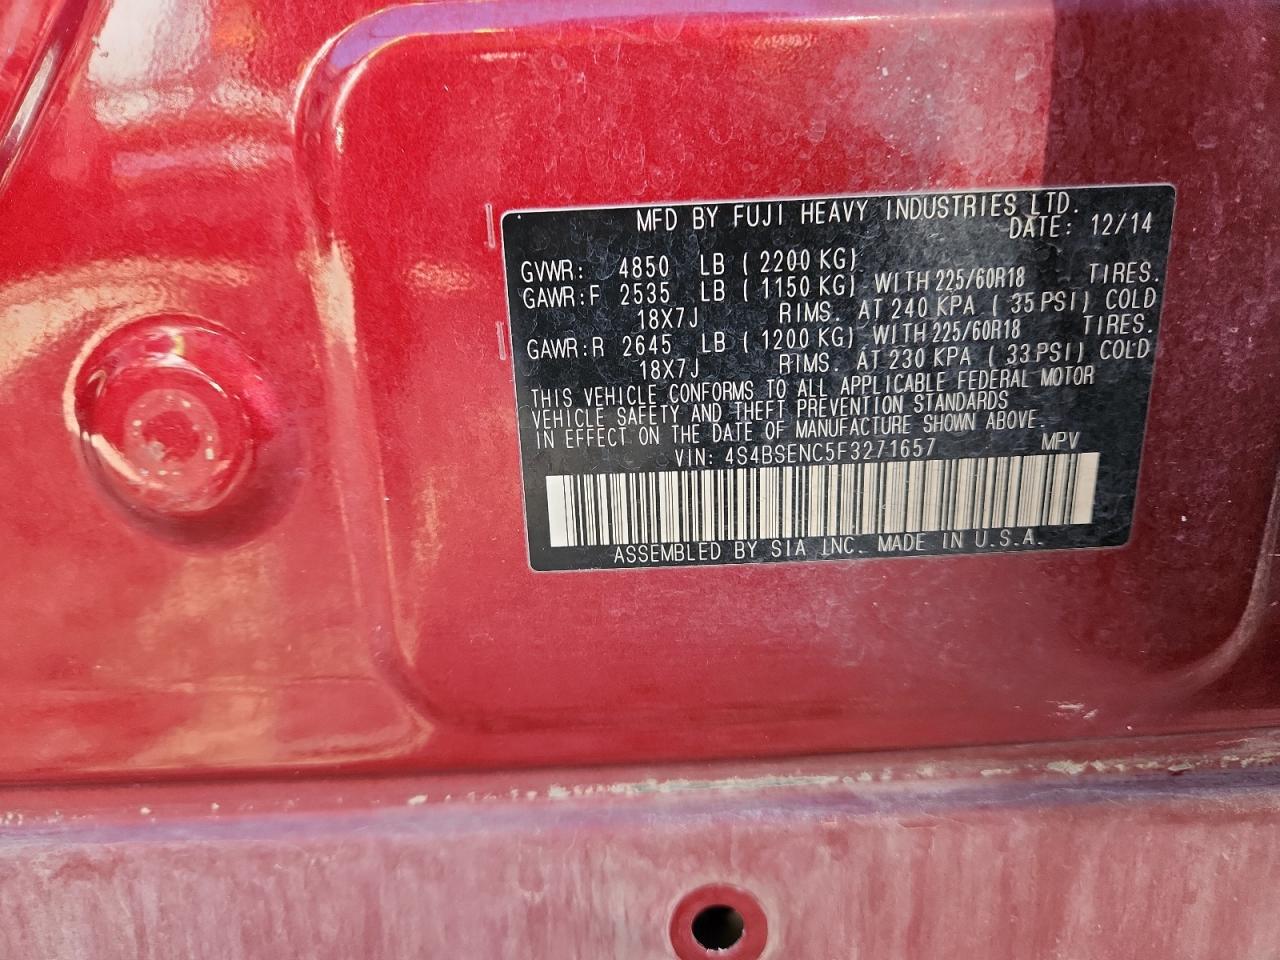 MFD BY FUJI HEAVY INDUSTRIES LTD.
DATE: 12/14
GVWR: 4850 LB ( 2200 KG)
GAWR:F 2535 LB ( 1150 KG) WITH 225/60R18 TIRES.
18X7J RIMS. AT 240 KPA ( 35 PSI) COLD
GAWR:R 2645 LB ( 1200 KG) WITH 225/60R18 TIRES.
18X7J RIMS. AT 230 KPA ( 33 PSI) COLD
THIS VEHICLE CONFORMS TO ALL APPLICABLE FEDERAL MOTOR
VEHICLE SAFETY AND THEFT PREVENTION STANDARDS
IN EFFECT ON THE DATE OF MANUFACTURE SHOWN ABOVE.
VIN: 4S4BSENC5F3271657 MPV
ASSEMBLED BY SIA INC. MADE IN U.S.A.